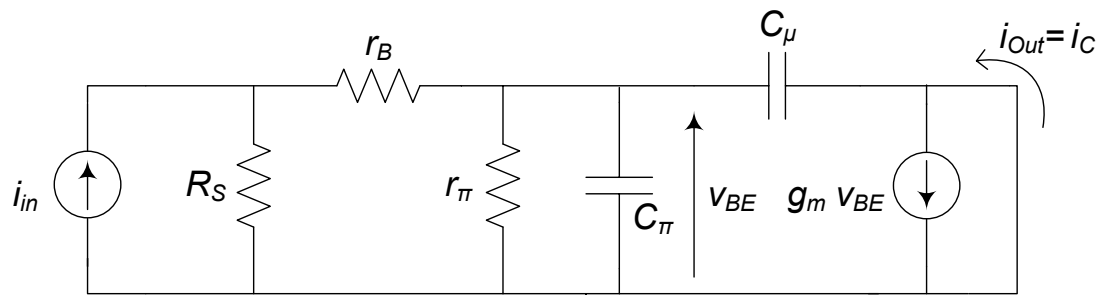 C_μ
i_Out= i_C
r_B
i_in
R_S
r_π
C_π
v_BE
g_m v_BE